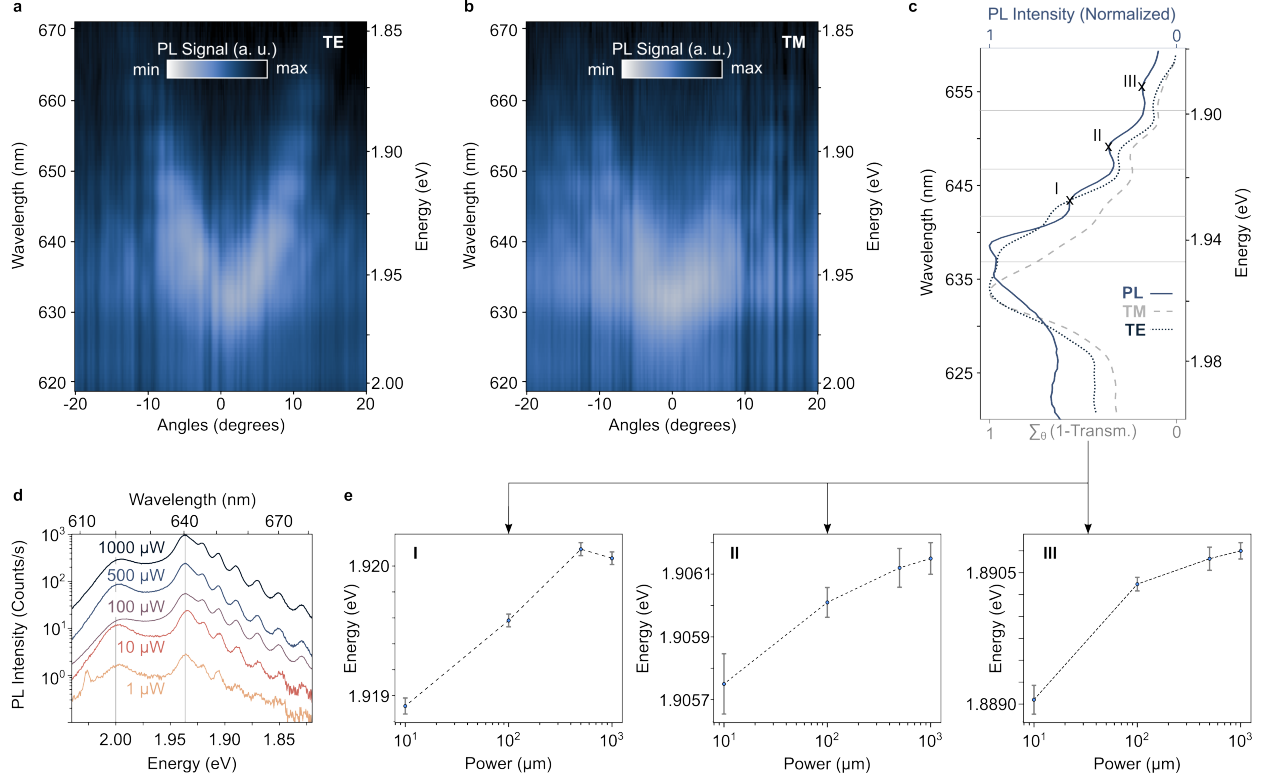 a
TE
PL Signal (a. u.)
min max
Wavelength (nm)
670
660
650
640
630
620
-20 -10 0 10 20
Angles (degrees)
1.85
1.90
1.95
2.00
Energy (eV)
b
TM
PL Signal (a. u.)
min max
Wavelength (nm)
670
660
650
640
630
620
-20 -10 0 10 20
Angles (degrees)
1.85
1.90
1.95
2.00
Energy (eV)
c
PL Intensity (Normalized)
1 0
III
II
I
Wavelength (nm)
655
645
635
625
1.90
1.94
1.98
Energy (eV)
PL
TM
TE
1 0
∑θ (1-Transm.)
d
Wavelength (nm)
610 640 670
PL Intensity (Counts/s)
10³
10²
10¹
10⁰
1000 µW
500 µW
100 µW
10 µW
1 µW
2.00 1.95 1.90 1.85
Energy (eV)
e
I
Energy (eV)
1.920
1.919
10¹ 10² 10³
Power (µm)
II
Energy (eV)
1.9061
1.9059
1.9057
10¹ 10² 10³
Power (µm)
III
Energy (eV)
1.8905
1.8890
10¹ 10² 10³
Power (µm)